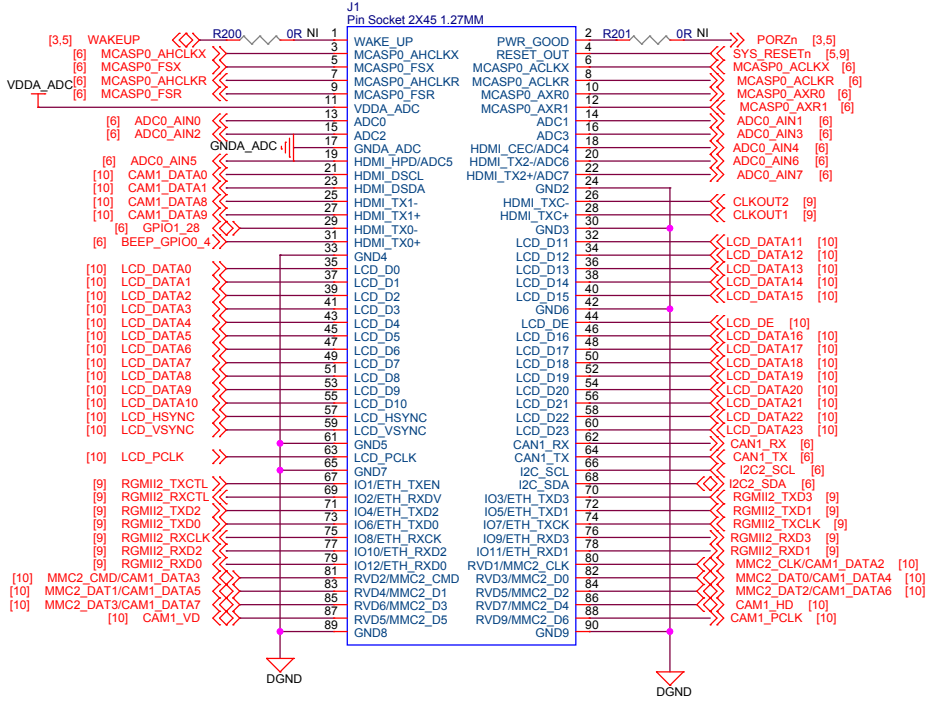 J1
Pin Socket 2X45 1.27MM
[3,5] WAKEUP R200 0R NI 1 WAKE_UP PWR_GOOD 2 R201 0R NI PORZn [3,5]
[6] MCASP0_AHCLKX 3 MCASP0_AHCLKX RESET_OUT 4 SYS_RESETn [5,9]
[6] MCASP0_FSX 5 MCASP0_FSX MCASP0_ACLKX 6 MCASP0_ACLKX [6]
[6] MCASP0_AHCLKR 7 MCASP0_AHCLKR MCASP0_ACLKR 8 MCASP0_ACLKR [6]
VDDA_ADC [6] MCASP0_FSR 9 MCASP0_FSR MCASP0_AXR0 10 MCASP0_AXR0 [6]
11 VDDA_ADC MCASP0_AXR1 12 MCASP0_AXR1 [6]
[6] ADC0_AIN0 13 ADC0 ADC1 14 ADC0_AIN1 [6]
[6] ADC0_AIN2 15 ADC2 ADC3 16 ADC0_AIN3 [6]
GNDA_ADC 17 GNDA_ADC HDMI_CEC/ADC4 18 ADC0_AIN4 [6]
[6] ADC0_AIN5 19 HDMI_HPD/ADC5 HDMI_TX2-/ADC6 20 ADC0_AIN6 [6]
[10] CAM1_DATA0 21 HDMI_DSCL HDMI_TX2+/ADC7 22 ADC0_AIN7 [6]
[10] CAM1_DATA1 23 HDMI_DSDA GND2 24
[10] CAM1_DATA8 25 HDMI_TX1- HDMI_TXC- 26 CLKOUT2 [9]
[10] CAM1_DATA9 27 HDMI_TX1+ HDMI_TXC+ 28 CLKOUT1 [9]
[6] GPIO1_28 29 HDMI_TX0- GND3 30
[6] BEEP_GPIO0_4 31 HDMI_TX0+ LCD_D11 32 LCD_DATA11 [10]
33 GND4 LCD_D12 34 LCD_DATA12 [10]
[10] LCD_DATA0 35 LCD_D0 LCD_D13 36 LCD_DATA13 [10]
[10] LCD_DATA1 37 LCD_D1 LCD_D14 38 LCD_DATA14 [10]
[10] LCD_DATA2 39 LCD_D2 LCD_D15 40 LCD_DATA15 [10]
[10] LCD_DATA3 41 LCD_D3 GND6 42
[10] LCD_DATA4 43 LCD_D4 LCD_DE 44 LCD_DE [10]
[10] LCD_DATA5 45 LCD_D5 LCD_D16 46 LCD_DATA16 [10]
[10] LCD_DATA6 47 LCD_D6 LCD_D17 48 LCD_DATA17 [10]
[10] LCD_DATA7 49 LCD_D7 LCD_D18 50 LCD_DATA18 [10]
[10] LCD_DATA8 51 LCD_D8 LCD_D19 52 LCD_DATA19 [10]
[10] LCD_DATA9 53 LCD_D9 LCD_D20 54 LCD_DATA20 [10]
[10] LCD_DATA10 55 LCD_D10 LCD_D21 56 LCD_DATA21 [10]
[10] LCD_HSYNC 57 LCD_HSYNC LCD_D22 58 LCD_DATA22 [10]
[10] LCD_VSYNC 59 LCD_VSYNC LCD_D23 60 LCD_DATA23 [10]
61 GND5 CAN1_RX 62 CAN1_RX [6]
[10] LCD_PCLK 63 LCD_PCLK CAN1_TX 64 CAN1_TX [6]
65 GND7 I2C_SCL 66 I2C2_SCL [6]
[9] RGMII2_TXCTL 67 IO1/ETH_TXEN I2C_SDA 68 I2C2_SDA [6]
[9] RGMII2_RXCTL 69 IO2/ETH_RXDV IO3/ETH_TXD3 70 RGMII2_TXD3 [9]
[9] RGMII2_TXD2 71 IO4/ETH_TXD2 IO5/ETH_TXD1 72 RGMII2_TXD1 [9]
[9] RGMII2_TXD0 73 IO6/ETH_TXD0 IO7/ETH_TXCK 74 RGMII2_TXCLK [9]
[9] RGMII2_RXCLK 75 IO8/ETH_RXCK IO9/ETH_RXD3 76 RGMII2_RXD3 [9]
[9] RGMII2_RXD2 77 IO10/ETH_RXD2 IO11/ETH_RXD1 78 RGMII2_RXD1 [9]
[9] RGMII2_RXD0 79 IO12/ETH_RXD0 RVD1/MMC2_CLK 80 MMC2_CLK/CAM1_DATA2 [10]
[10] MMC2_CMD/CAM1_DATA3 81 RVD2/MMC2_CMD RVD3/MMC2_D0 82 MMC2_DAT0/CAM1_DATA4 [10]
[10] MMC2_DAT1/CAM1_DATA5 83 RVD4/MMC2_D1 RVD5/MMC2_D2 84 MMC2_DAT2/CAM1_DATA6 [10]
[10] MMC2_DAT3/CAM1_DATA7 85 RVD6/MMC2_D3 RVD7/MMC2_D4 86 CAM1_HD [10]
[10] CAM1_VD 87 RVD5/MMC2_D5 RVD9/MMC2_D6 88 CAM1_PCLK [10]
89 GND8 GND9 90
DGND DGND